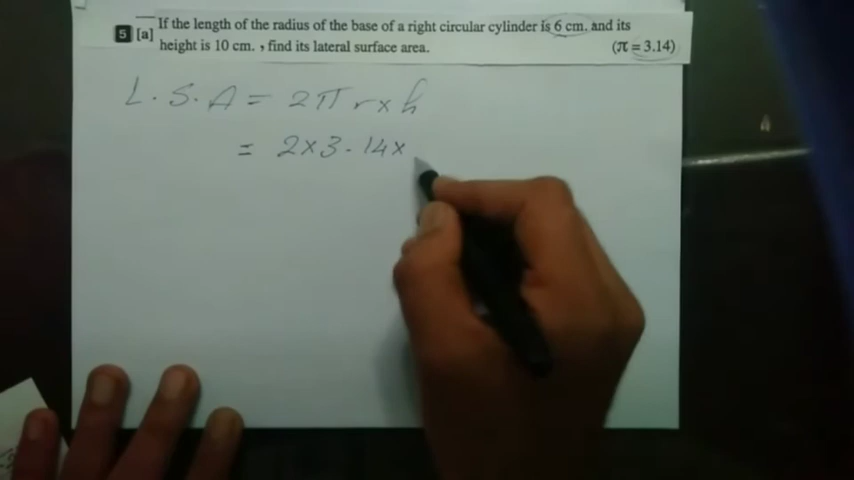 5 [a] If the length of the radius of the base of a right circular cylinder is 6 cm. and its
height is 10 cm. , find its lateral surface area. (π = 3.14)
L.S.A = 2πr×h
= 2×3.14×